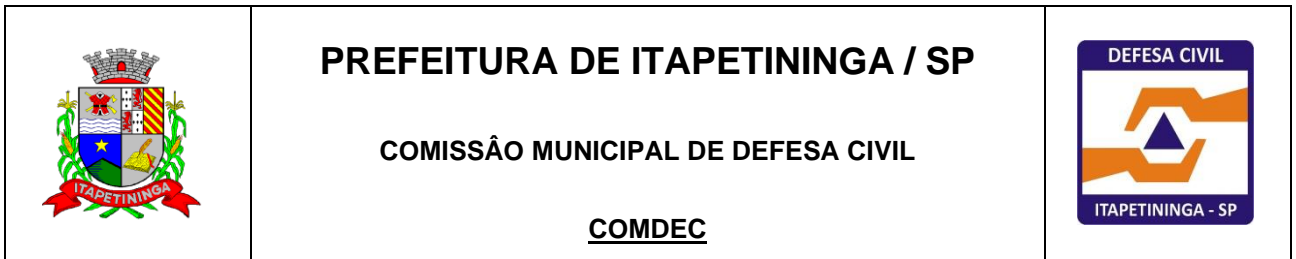 ITAPETININGA
PREFEITURA DE ITAPETININGA / SP
COMISSÂO MUNICIPAL DE DEFESA CIVIL
COMDEC
DEFESA CIVIL
ITAPETININGA - SP